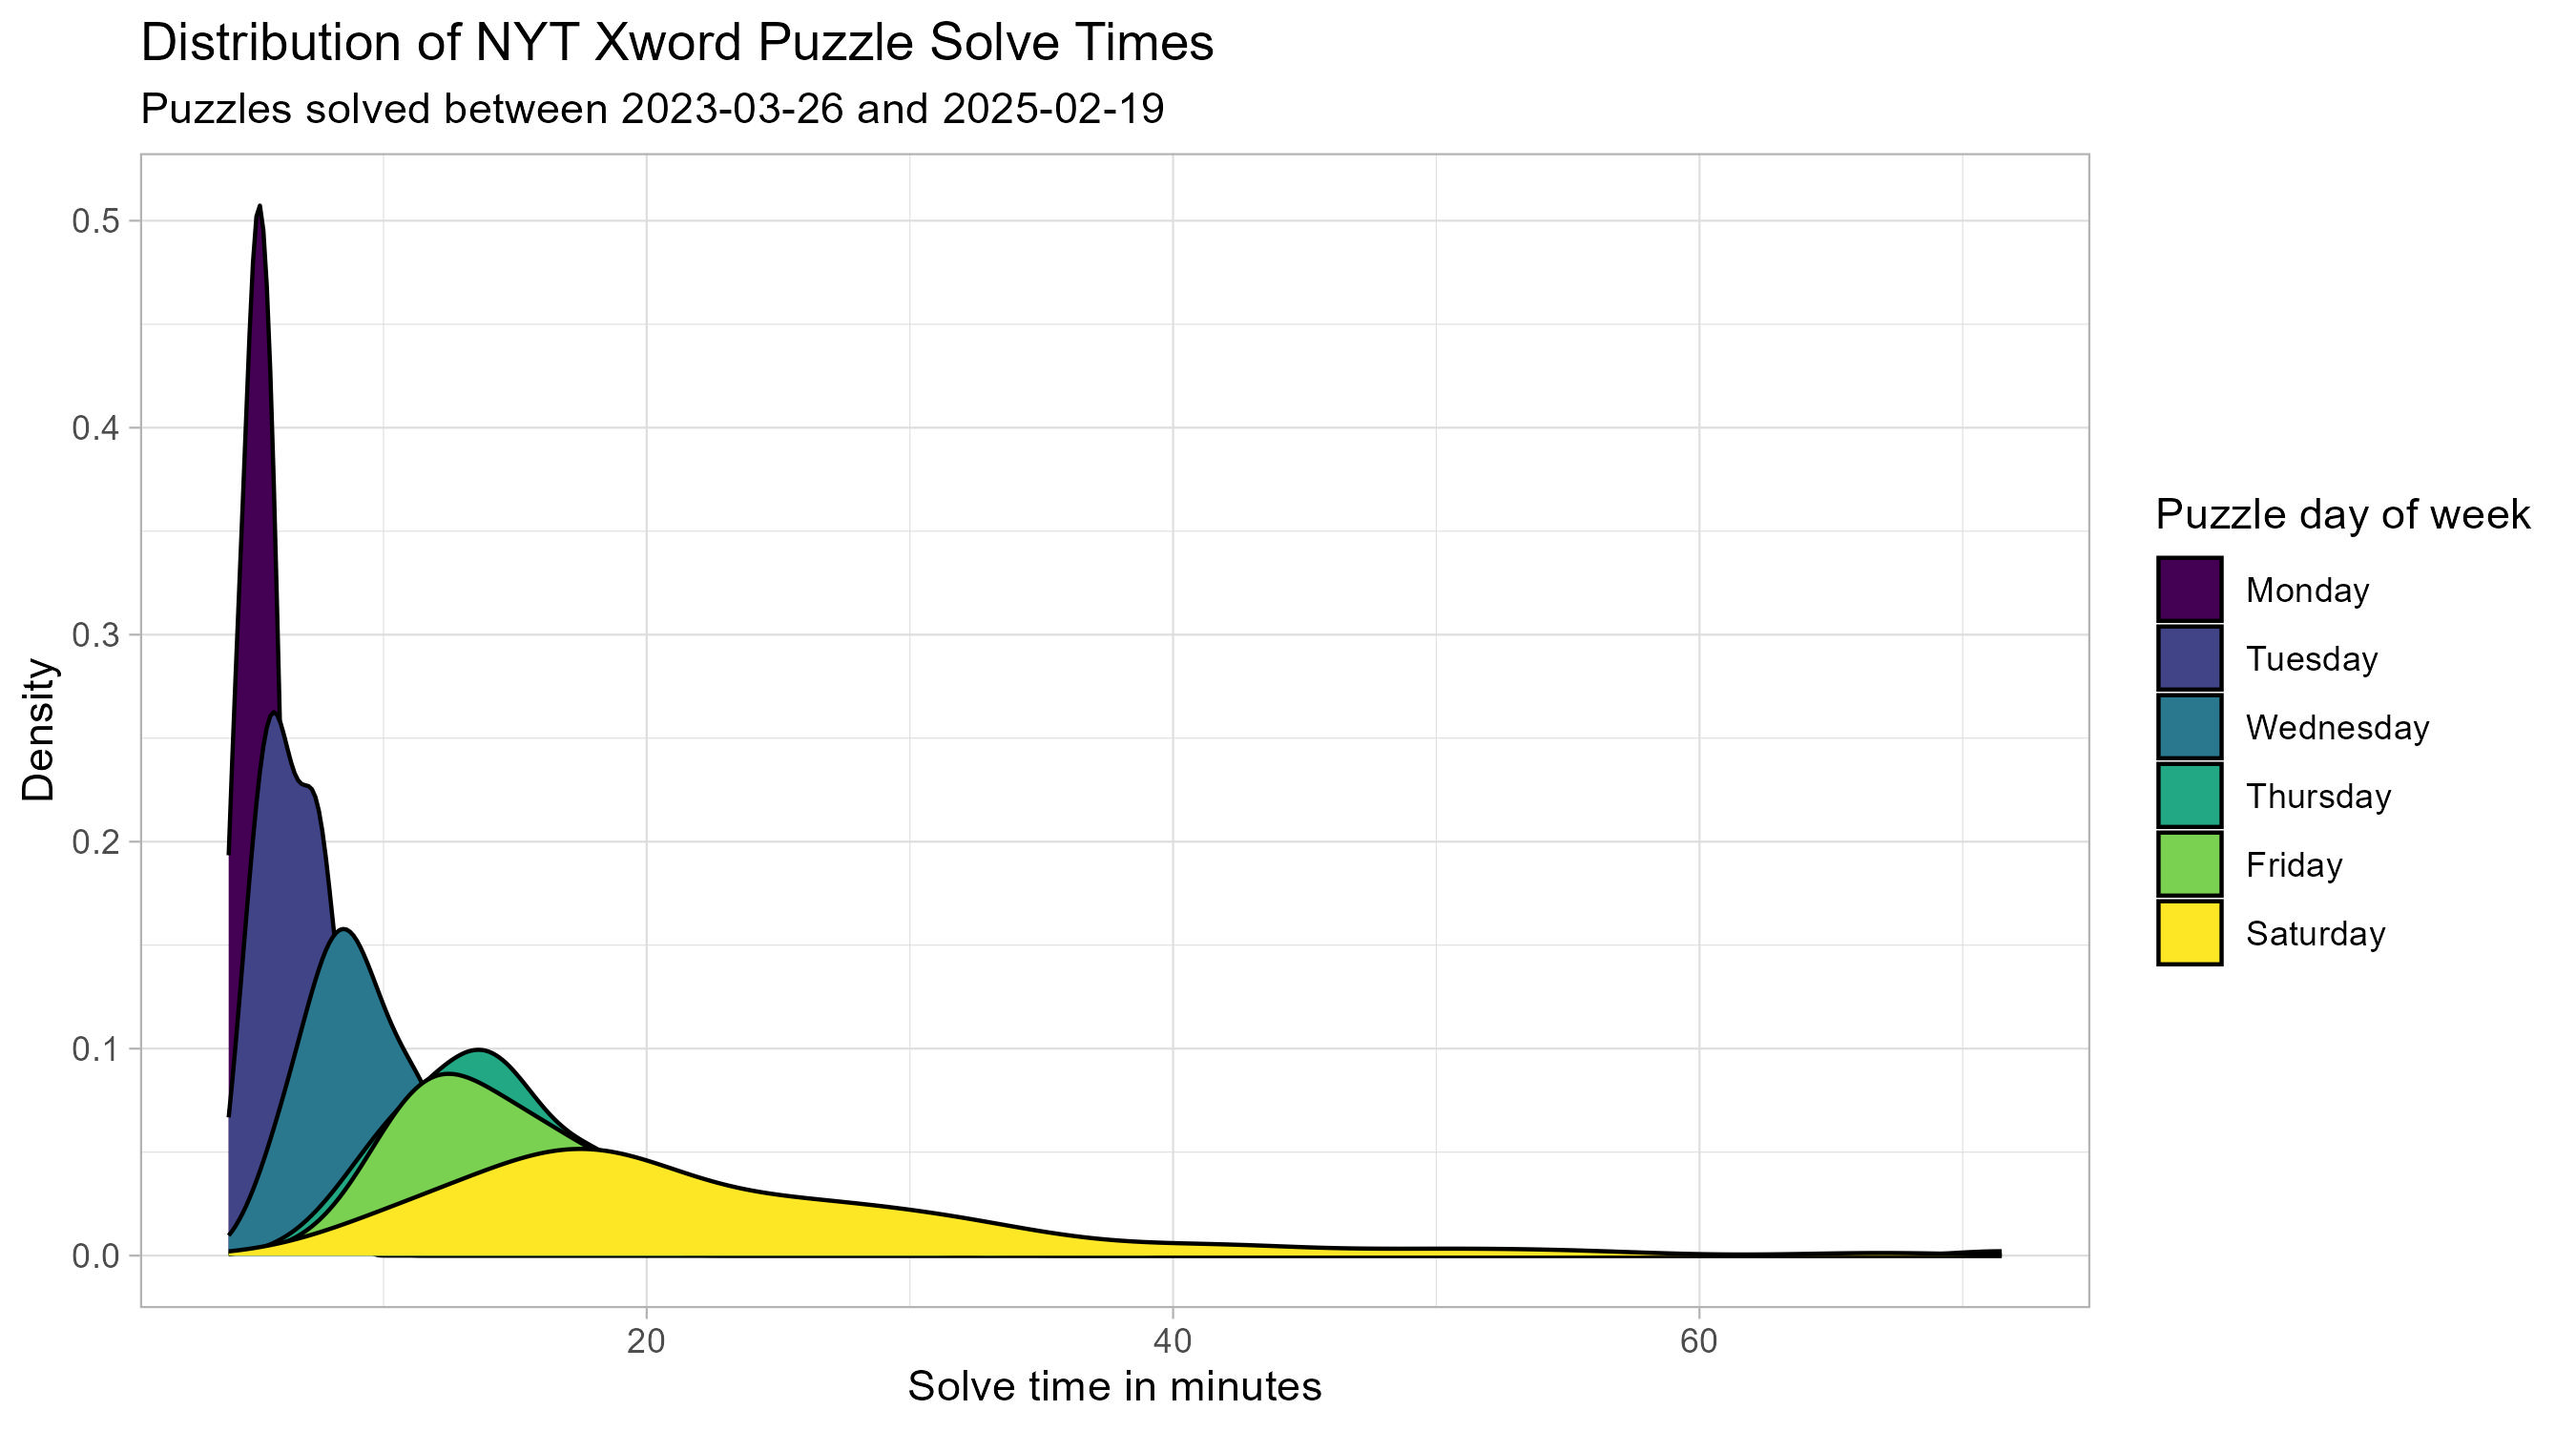 Distribution of NYT Xword Puzzle Solve Times
Puzzles solved between 2023-03-26 and 2025-02-19
0.5
0.4
0.3
0.2
0.1
0.0
Density
20 40 60
Solve time in minutes
Puzzle day of week
Monday
Tuesday
Wednesday
Thursday
Friday
Saturday